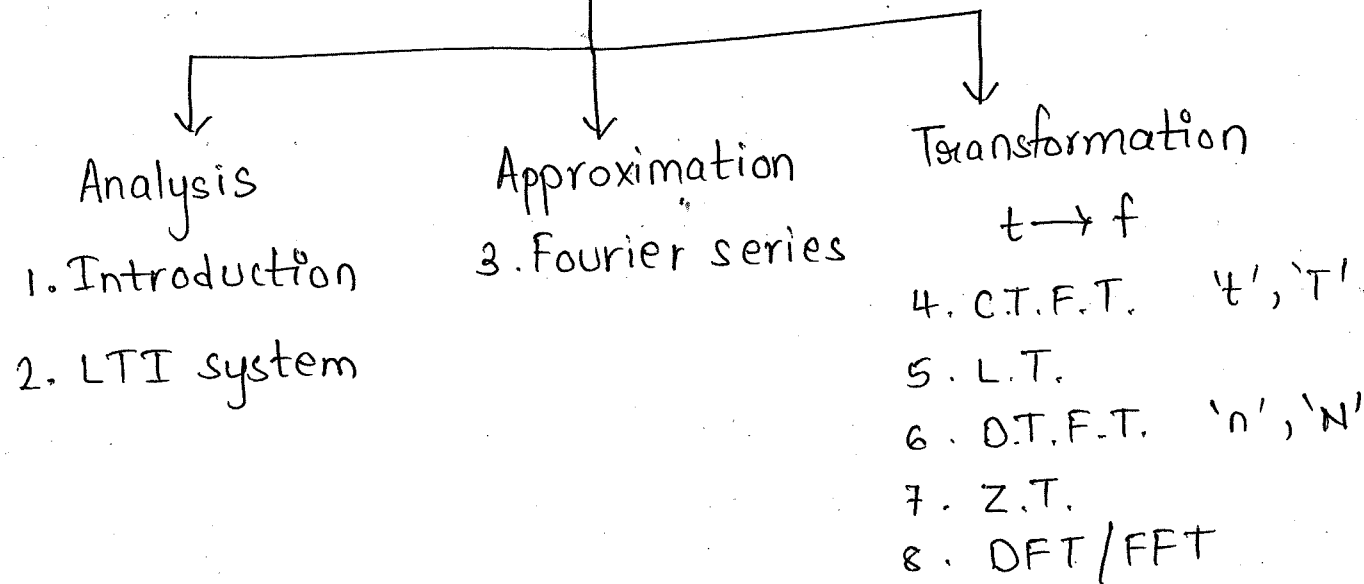 Analysis
1. Introduction
2. LTI system
Approximation
3. Fourier series
Transformation
t → f
4. C.T.F.T. 't', 'T'
5. L.T.
6. D.T.F.T. 'n', 'N'
7. Z.T.
8. DFT/FFT